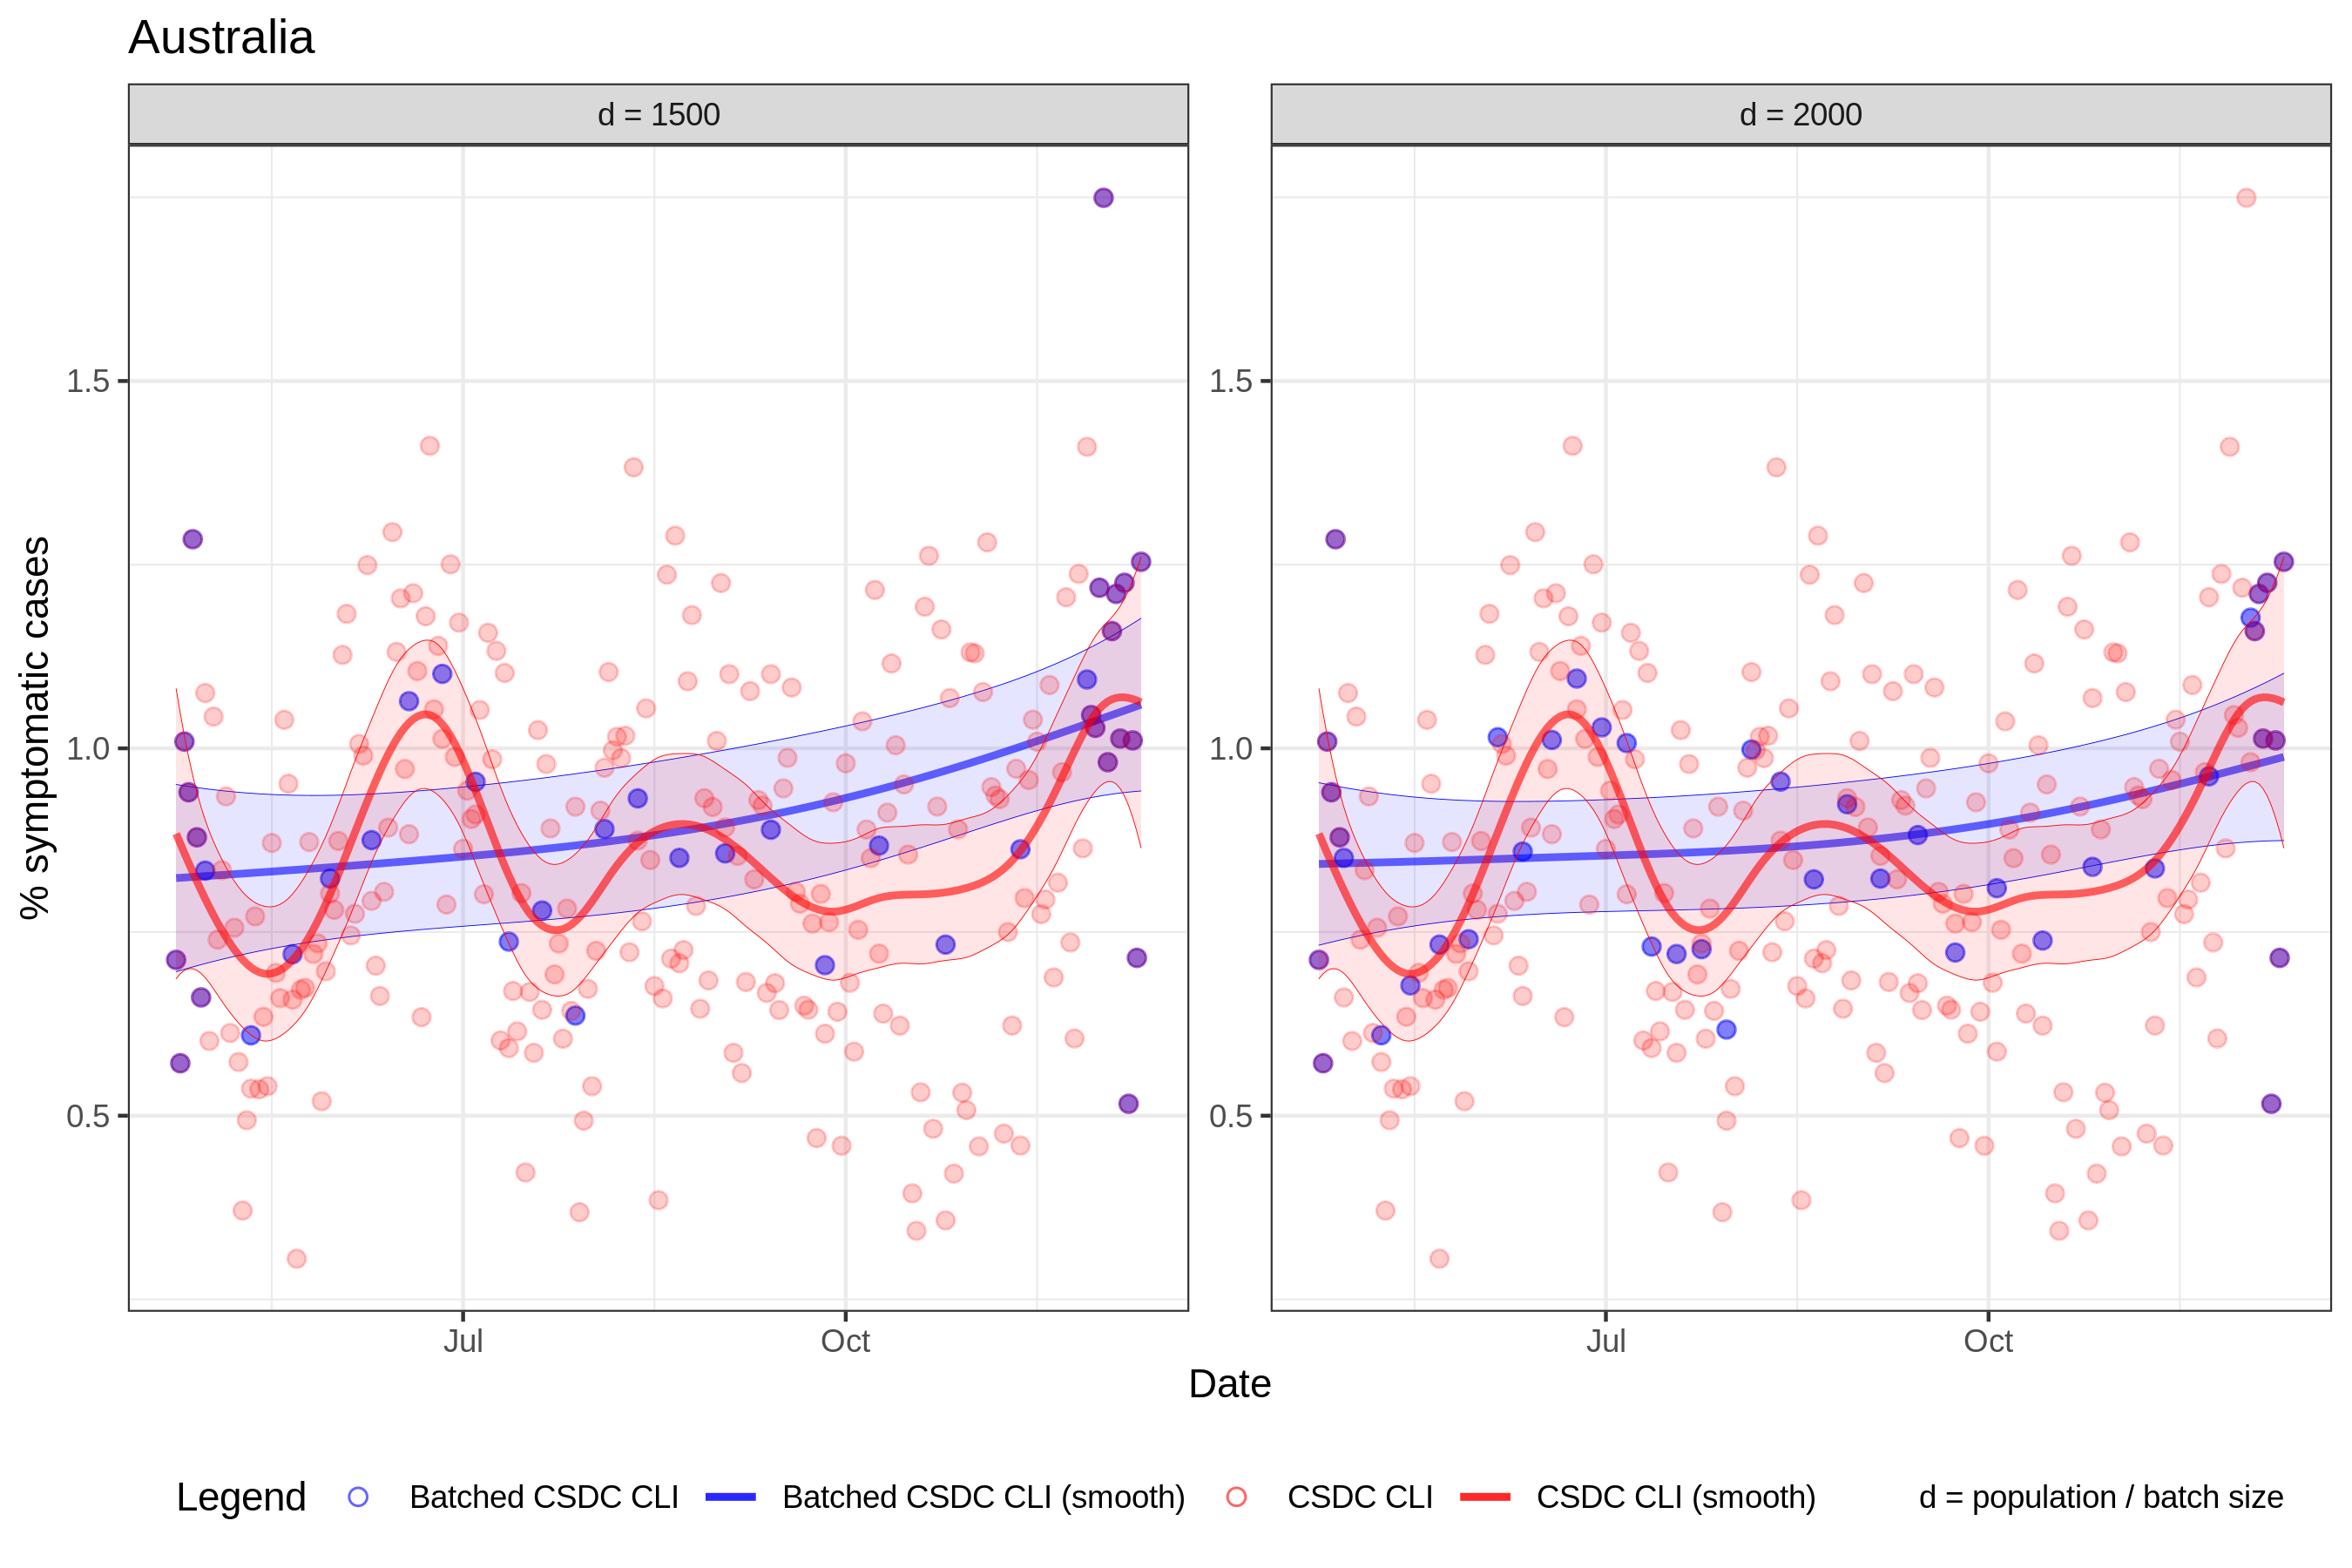 Australia
d = 1500
d = 2000
% symptomatic cases
1.5
1.0
0.5
1.5
1.0
0.5
Jul
Oct
Jul
Oct
Date
Legend Batched CSDC CLI Batched CSDC CLI (smooth) CSDC CLI CSDC CLI (smooth) d = population / batch size